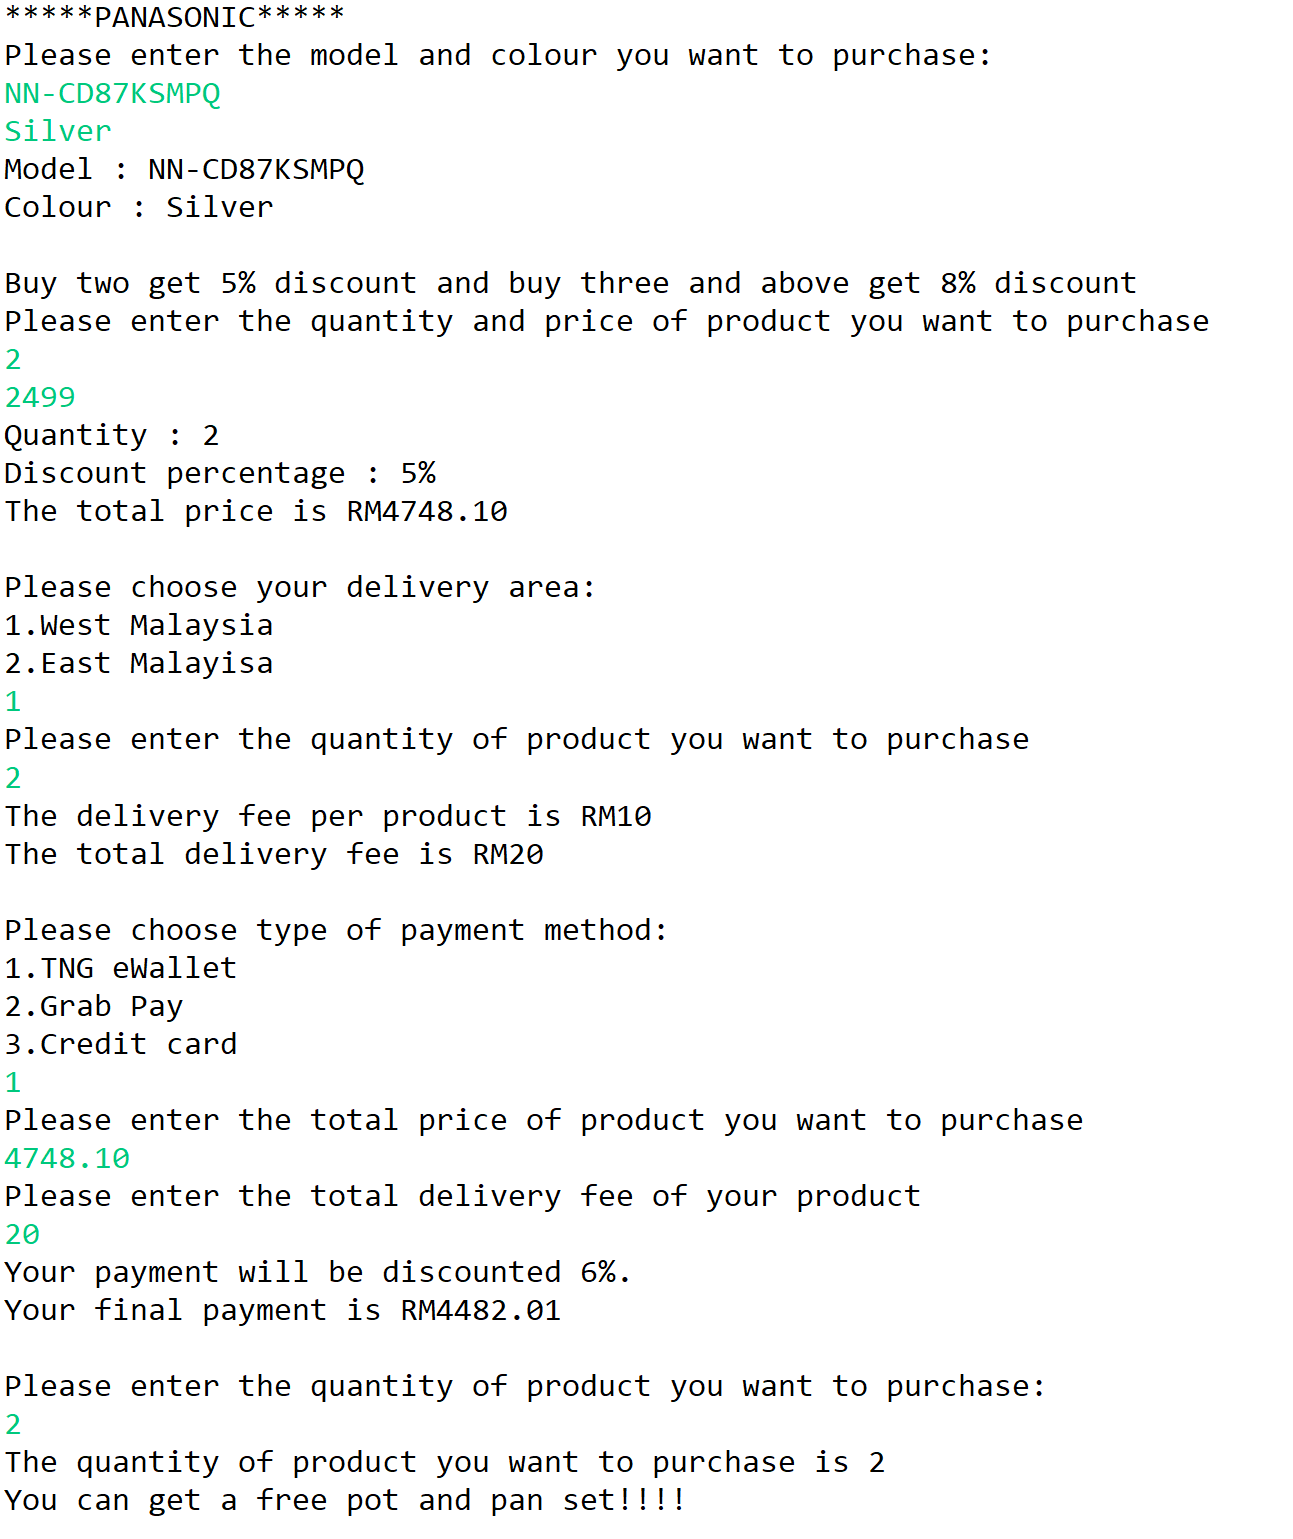 *****PANASONIC*****
Please enter the model and colour you want to purchase:
NN-CD87KSMPQ
Silver
Model : NN-CD87KSMPQ
Colour : Silver
Buy two get 5% discount and buy three and above get 8% discount
Please enter the quantity and price of product you want to purchase
2
2499
Quantity : 2
Discount percentage : 5%
The total price is RM4748.10
Please choose your delivery area:
1.West Malaysia
2.East Malayisa
1
Please enter the quantity of product you want to purchase
2
The delivery fee per product is RM10
The total delivery fee is RM20
Please choose type of payment method:
1.TNG eWallet
2.Grab Pay
3.Credit card
1
Please enter the total price of product you want to purchase
4748.10
Please enter the total delivery fee of your product
20
Your payment will be discounted 6%.
Your final payment is RM4482.01
Please enter the quantity of product you want to purchase:
2
The quantity of product you want to purchase is 2
You can get a free pot and pan set!!!!